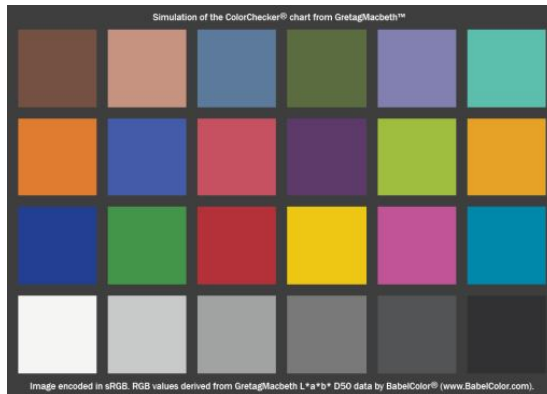 Simulation of the ColorChecker® chart from GretagMacbeth™
Image encoded in sRGB. RGB values derived from GretagMacbeth L*a*b* D50 data by BabelColor® (www.BabelColor.com).